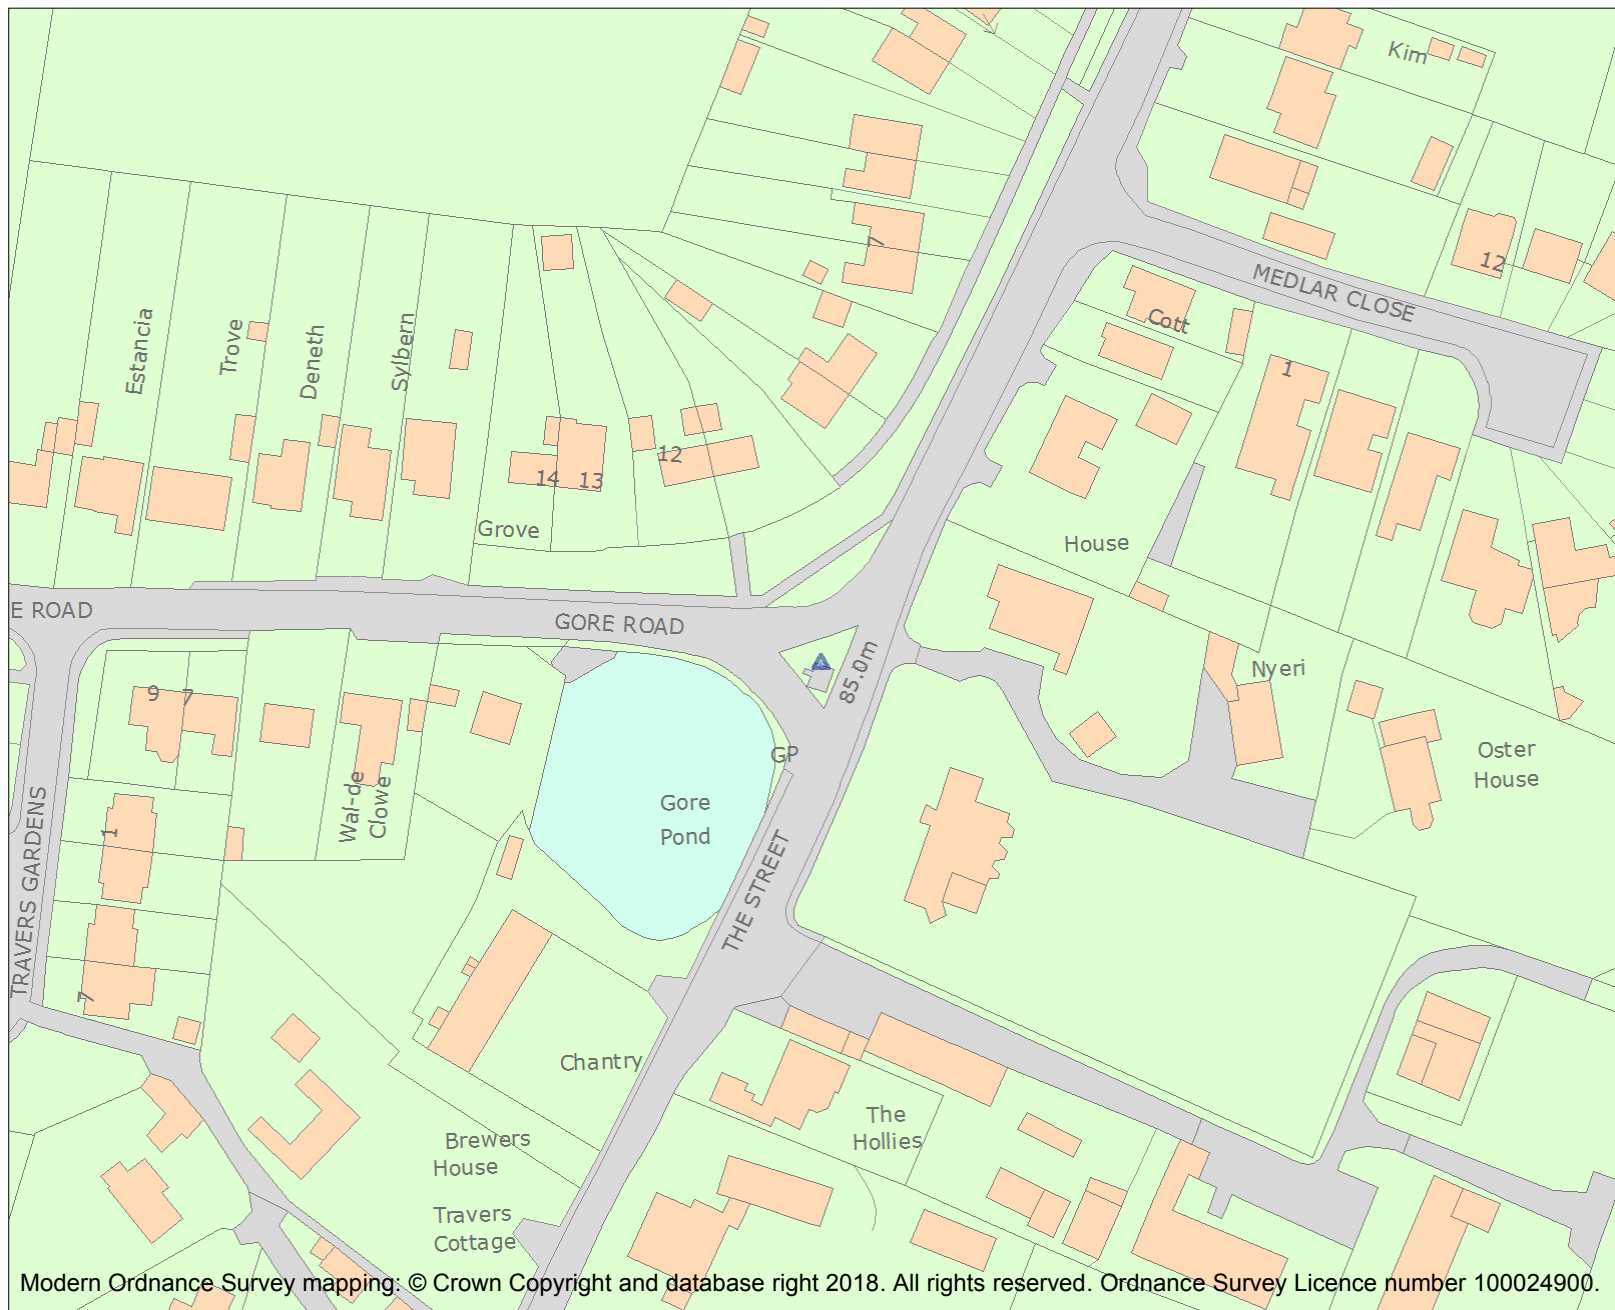 Kim
7
12
MEDLAR CLOSE
Cott
1
Estancia
Trove
Deneth
Sylbern
12
14
13
Grove
House
E ROAD
GORE ROAD
85.0m
Nyeri
9
7
GP
Oster
House
Wal-de
Clowe
Gore
Pond
1
TRAVERS GARDENS
THE STREET
7
Chantry
The
Hollies
Brewers
House
Travers
Cottage
Modern Ordnance Survey mapping: © Crown Copyright and database right 2018. All rights reserved. Ordnance Survey Licence number 100024900.